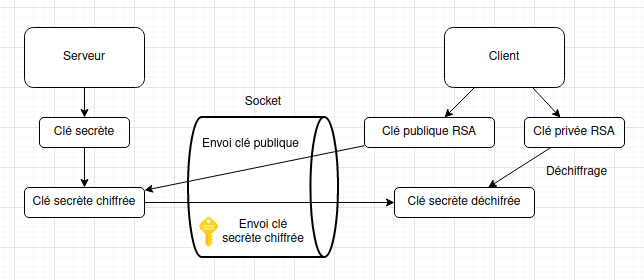 Serveur
Client
Socket
Clé secrète
Envoi clé publique
Clé publique RSA
Clé privée RSA
Déchiffrage
Clé secrète chiffrée
Clé secrète déchifrée
Envoi clé
secrète chiffrée